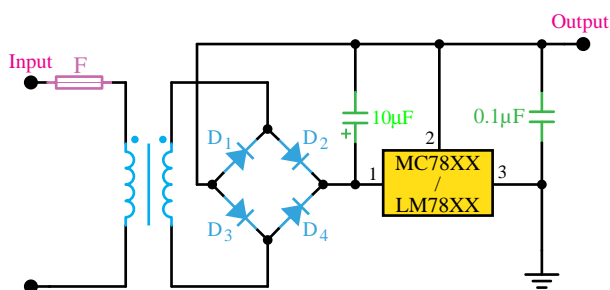 Output
Input
F
10μF
0.1μF
D1
D2
2
1
MC78XX
3
/
LM78XX
D3
D4
+